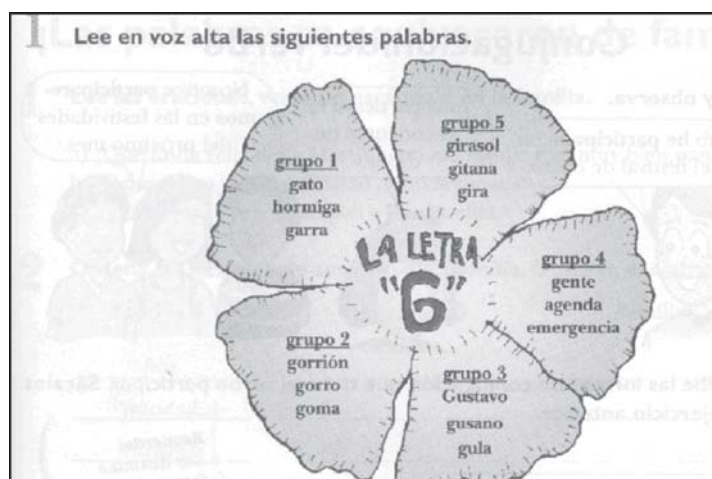 1 Lee en voz alta las siguientes palabras.
grupo 1
gato
hormiga
garra
grupo 5
girasol
gitana
gira
LA LETRA
"G"
grupo 4
gente
agenda
emergencia
grupo 2
gorrión
gorro
goma
grupo 3
Gustavo
gusano
gula